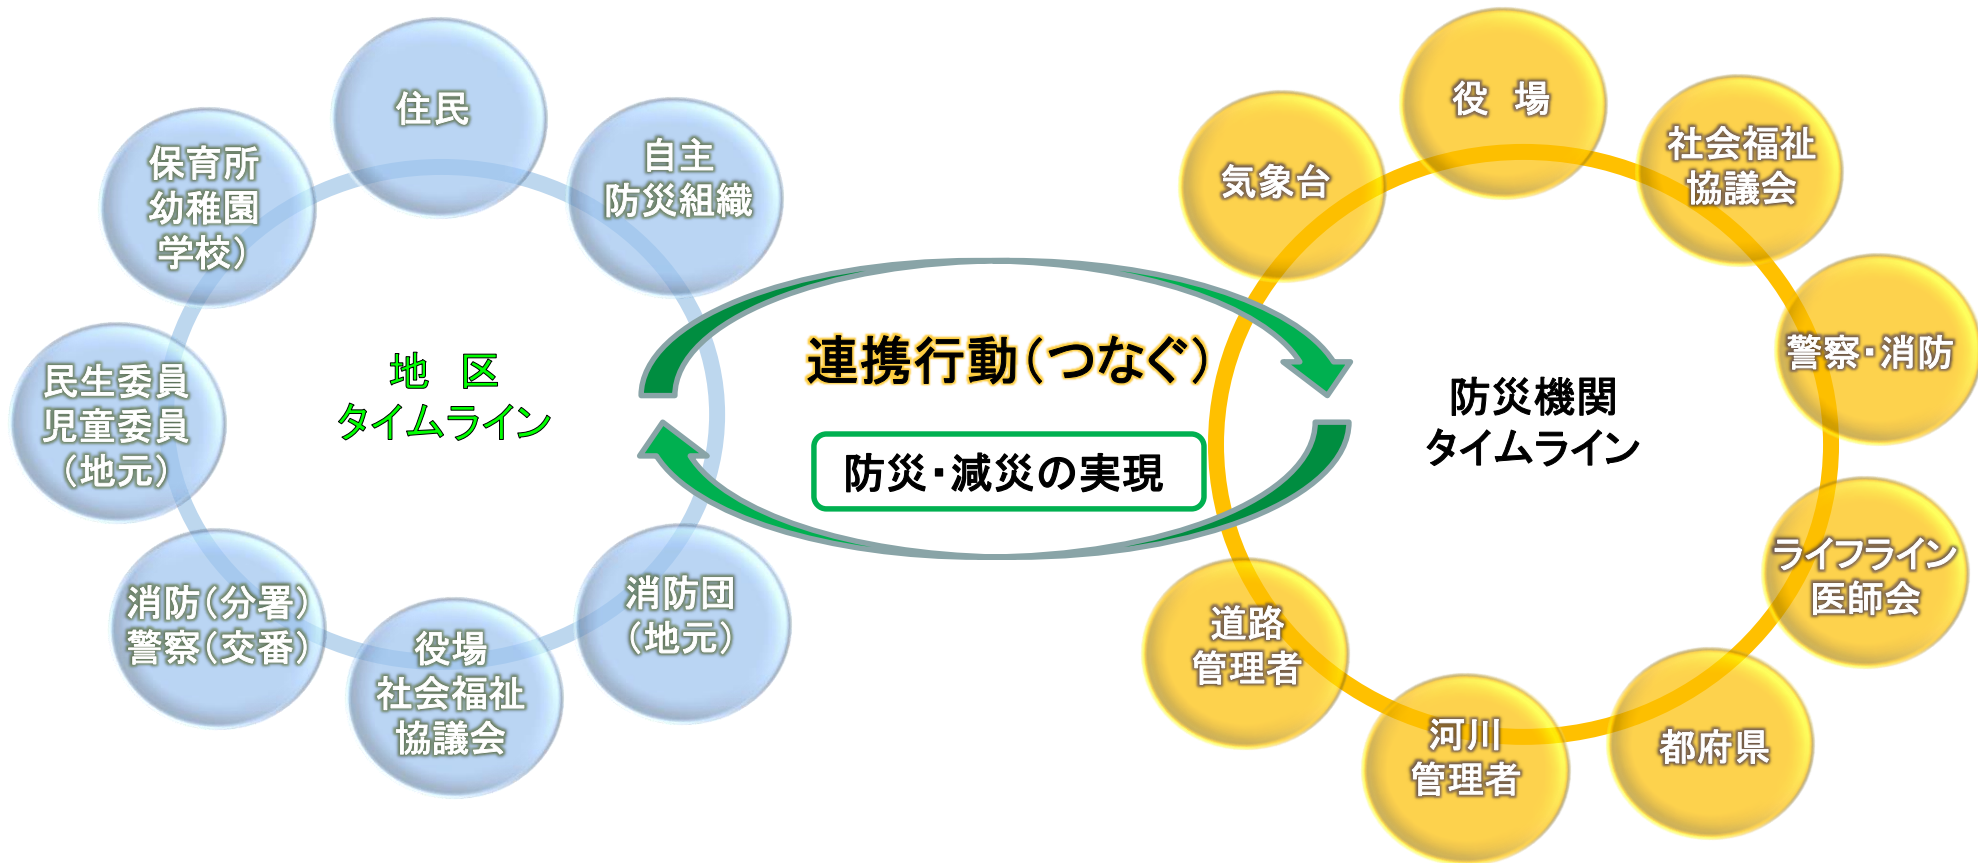 住民
自主
防災組織
保育所
幼稚園
学校）
民生委員
児童委員
（地元）
消防（分署）
警察（交番）
役場
社会福祉
協議会
消防団
（地元）
地　区
タイムライン
連携行動（つなぐ）
防災・減災の実現
役　場
気象台
社会福祉
協議会
警察・消防
ライフライン
医師会
都府県
河川
管理者
道路
管理者
防災機関
タイムライン